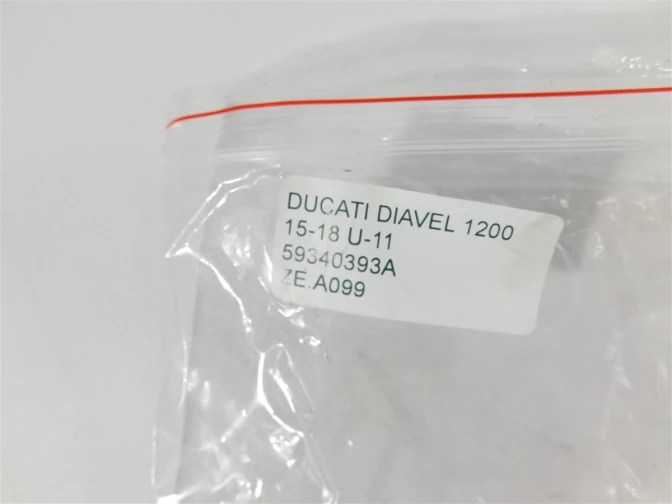 DUCATI DIAVEL 1200
15-18 U-11
59340393A
ZE.A099